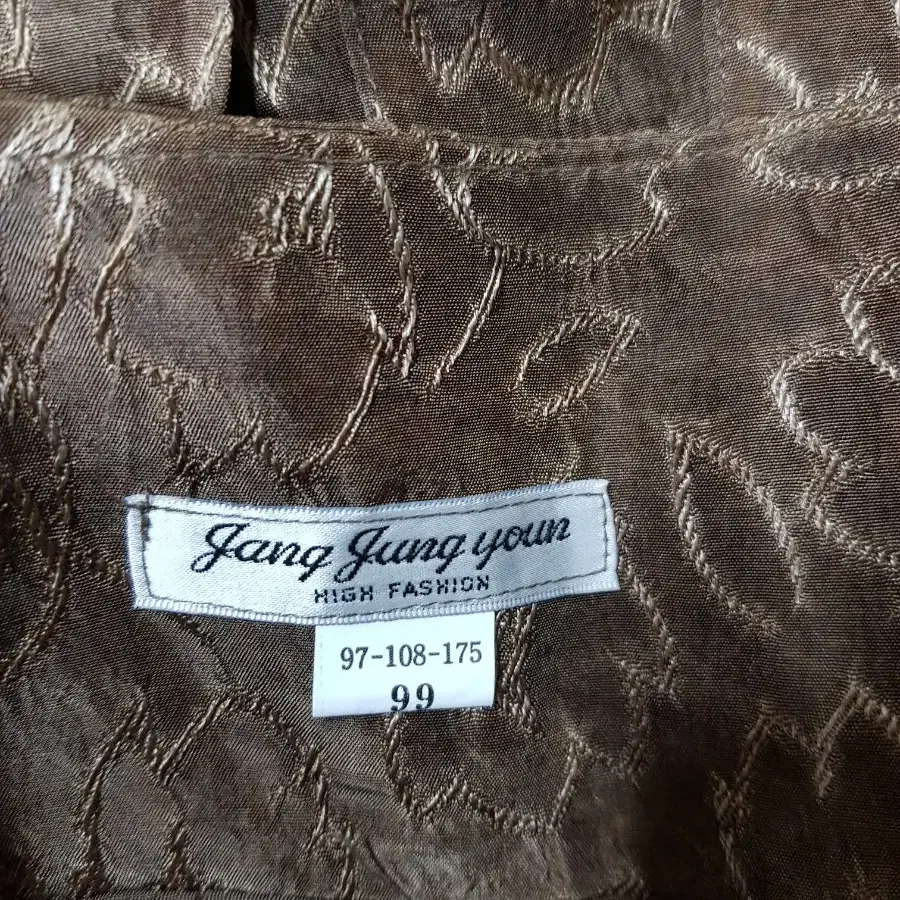 Jang Jung youn
HIGH FASHION
97-108-175
99